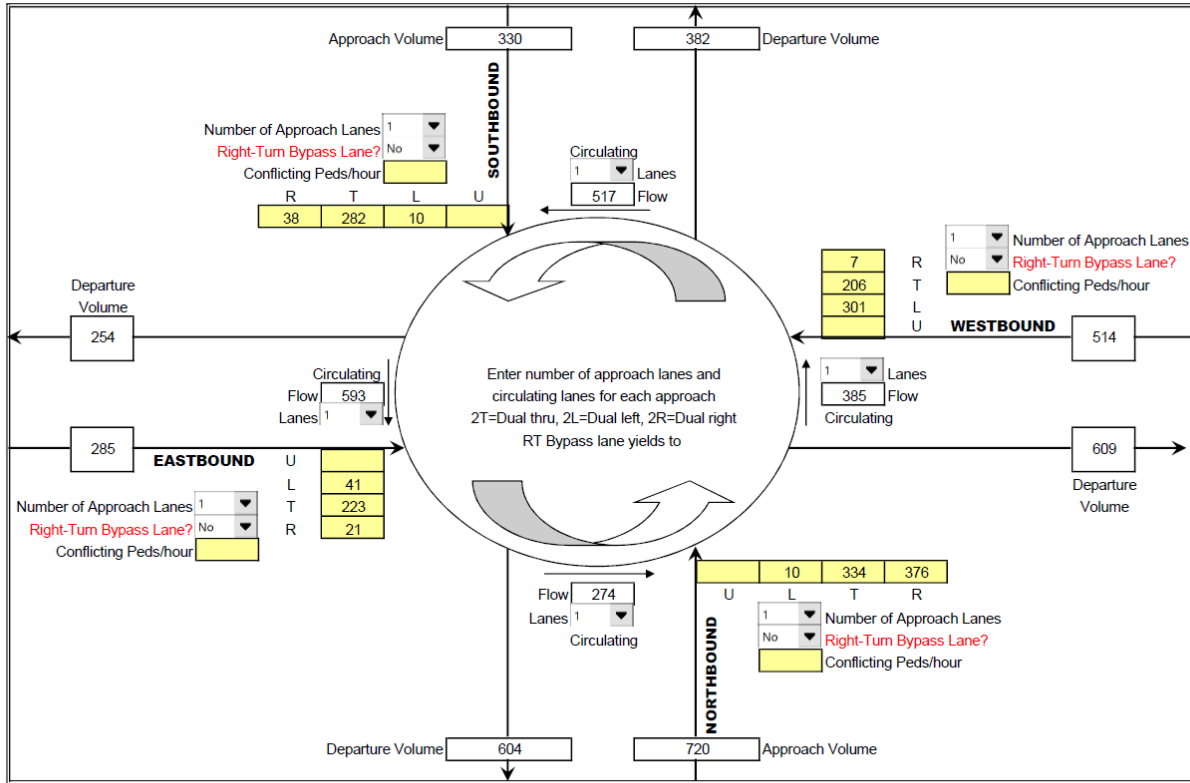 Approach Volume 330
382 Departure Volume
SOUTHBOUND
Number of Approach Lanes 1
Right-Turn Bypass Lane? No
Conflicting Peds/hour
R T L U
38 282 10
Circulating
1 Lanes
517 Flow
7 R
206 T
301 L
U
1 Number of Approach Lanes
No Right-Turn Bypass Lane?
Conflicting Peds/hour
WESTBOUND 514
Departure
Volume
254
Circulating
Flow 593
Lanes 1
Enter number of approach lanes and
circulating lanes for each approach
2T=Dual thru, 2L=Dual left, 2R=Dual right
RT Bypass lane yields to
1 Lanes
385 Flow
Circulating
285 EASTBOUND
U
L 41
T 223
R 21
Number of Approach Lanes 1
Right-Turn Bypass Lane? No
Conflicting Peds/hour
609
Departure
Volume
Flow 274
Lanes 1
Circulating
10 334 376
U L T R
1 Number of Approach Lanes
No Right-Turn Bypass Lane?
Conflicting Peds/hour
NORTHBOUND
Departure Volume 604
720 Approach Volume